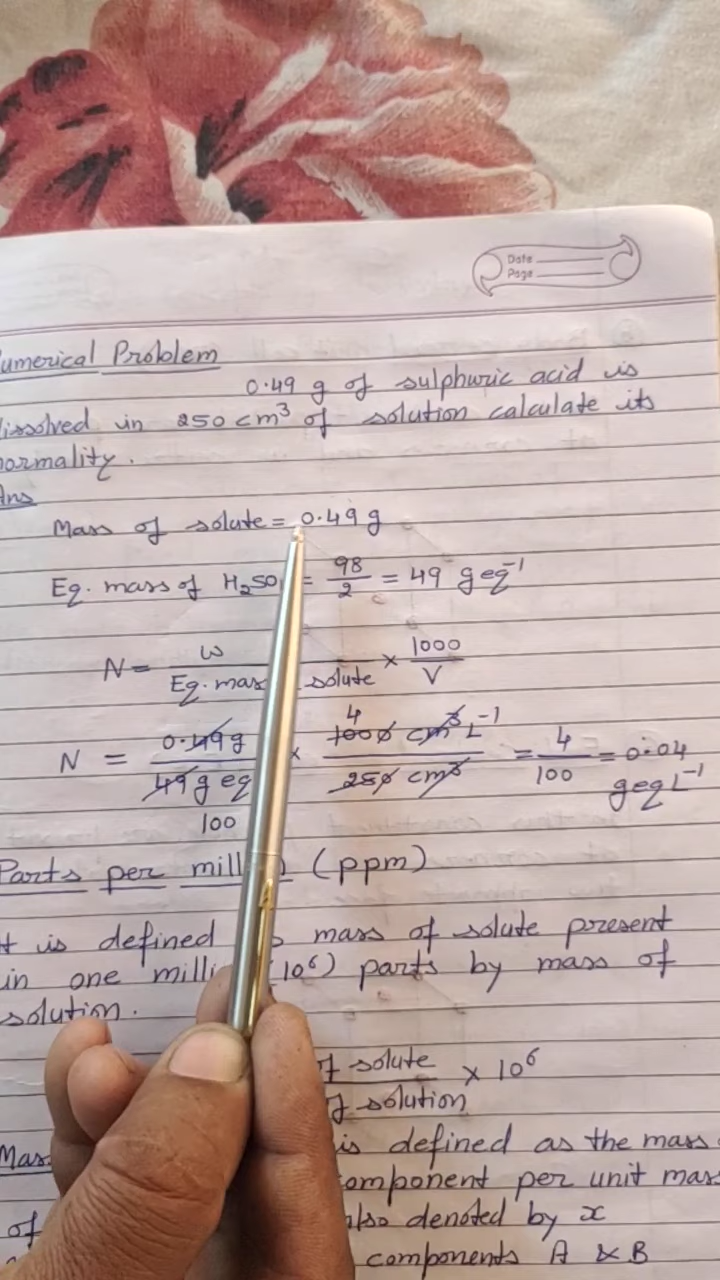 Date
Page
umerical Problem
0.49 g of sulphuric acid is
issolved in 250 cm³ of solution calculate its
ormality.
Ans
Mass of solute = 0.49 g
Eq. mass of H₂SO = 98/2 = 49 g eq⁻¹
N = w / Eq. mas solute × 1000 / V
N = 0.49 g / 49 g eq × 1000 cm³ L⁻¹ / 250 cm³ = 4/100 = 0.04
4
100
g eq L⁻¹
Parts per mill (ppm)
t is defined mass of solute present
in one milli (10⁶) parts by mass of
solution.
of solute / of solution × 10⁶
Mas is defined as the mass
omponent per unit mass
of also denoted by x
components A & B